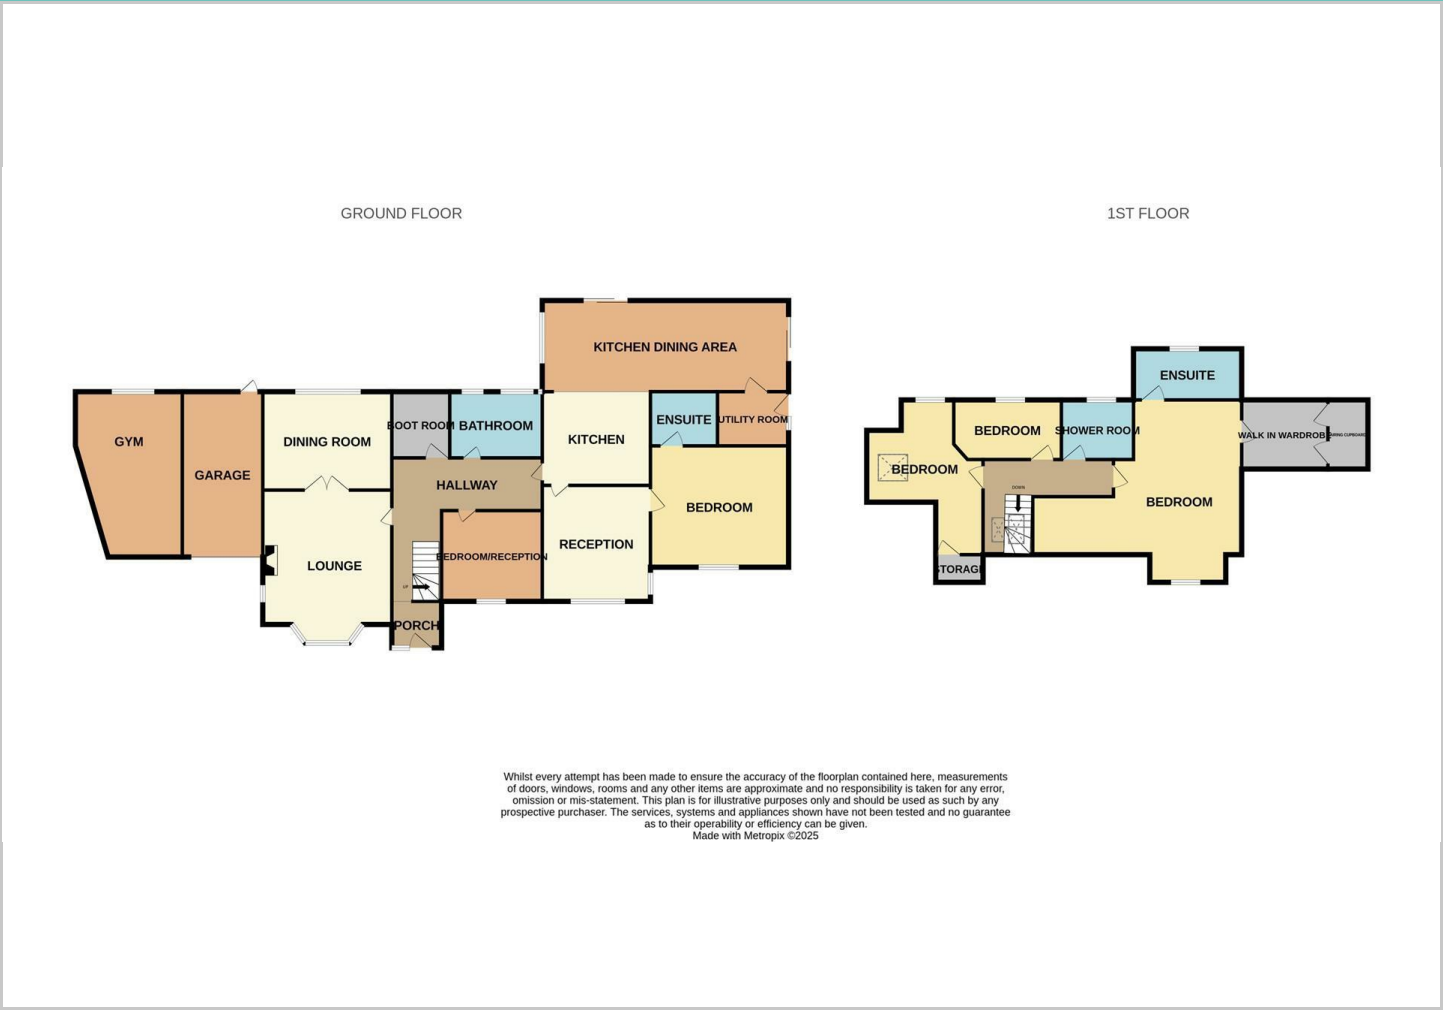 GROUND FLOOR
1ST FLOOR
KITCHEN DINING AREA
GYM
GARAGE
DINING ROOM
BOOT ROOM
BATHROOM
KITCHEN
ENSUITE
UTILITY ROOM
HALLWAY
BEDROOM
RECEPTION
BEDROOM/RECEPTION
LOUNGE
UP
PORCH
ENSUITE
BEDROOM
SHOWER ROOM
WALK IN WARDROBE
BEDROOM
DOWN
BEDROOM
STORAGE
Whilst every attempt has been made to ensure the accuracy of the floorplan contained here, measurements
of doors, windows, rooms and any other items are approximate and no responsibility is taken for any error,
omission or mis-statement. This plan is for illustrative purposes only and should be used as such by any
prospective purchaser. The services, systems and appliances shown have not been tested and no guarantee
as to their operability or efficiency can be given.
Made with Metropix ©2025